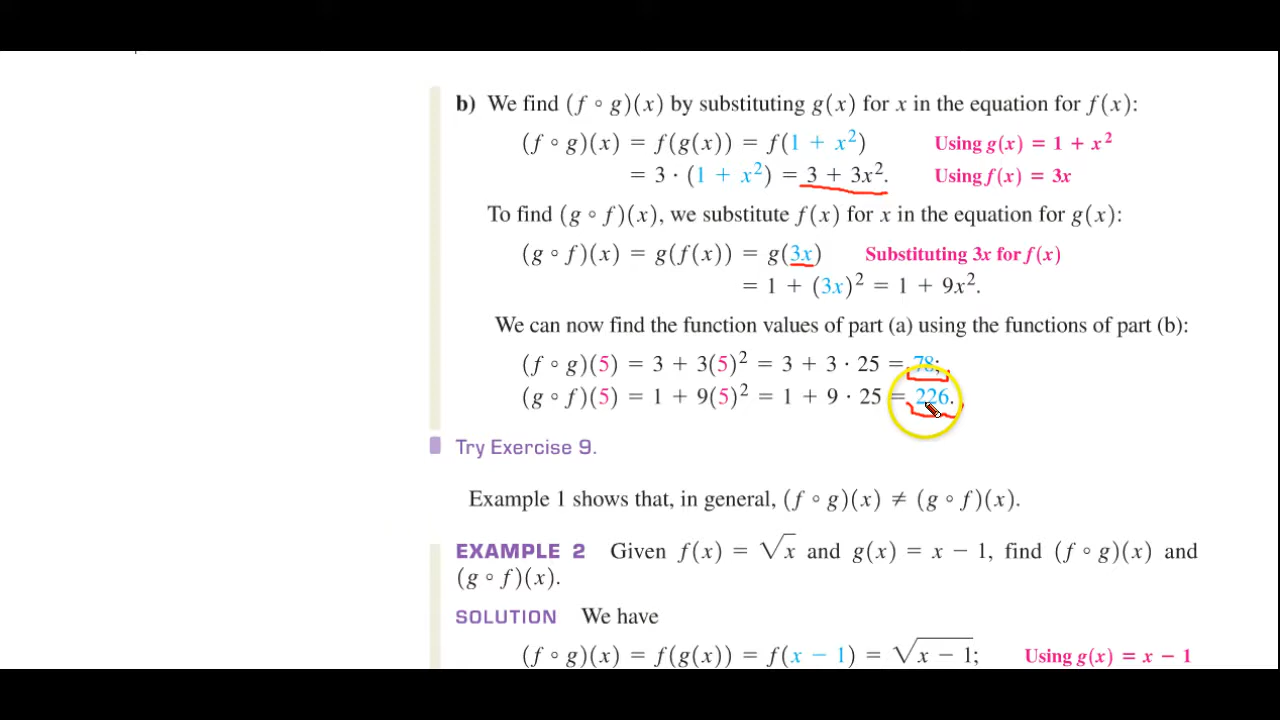 b) We find (f ∘ g)(x) by substituting g(x) for x in the equation for f(x):
(f ∘ g)(x) = f(g(x)) = f(1 + x²) Using g(x) = 1 + x²
= 3 · (1 + x²) = 3 + 3x². Using f(x) = 3x
To find (g ∘ f)(x), we substitute f(x) for x in the equation for g(x):
(g ∘ f)(x) = g(f(x)) = g(3x) Substituting 3x for f(x)
= 1 + (3x)² = 1 + 9x².
We can now find the function values of part (a) using the functions of part (b):
(f ∘ g)(5) = 3 + 3(5)² = 3 + 3 · 25 = 78;
(g ∘ f)(5) = 1 + 9(5)² = 1 + 9 · 25 = 226.
Try Exercise 9.
Example 1 shows that, in general, (f ∘ g)(x) ≠ (g ∘ f)(x).
EXAMPLE 2 Given f(x) = √x and g(x) = x − 1, find (f ∘ g)(x) and
(g ∘ f)(x).
SOLUTION We have
(f ∘ g)(x) = f(g(x)) = f(x − 1) = √(x − 1); Using g(x) = x − 1